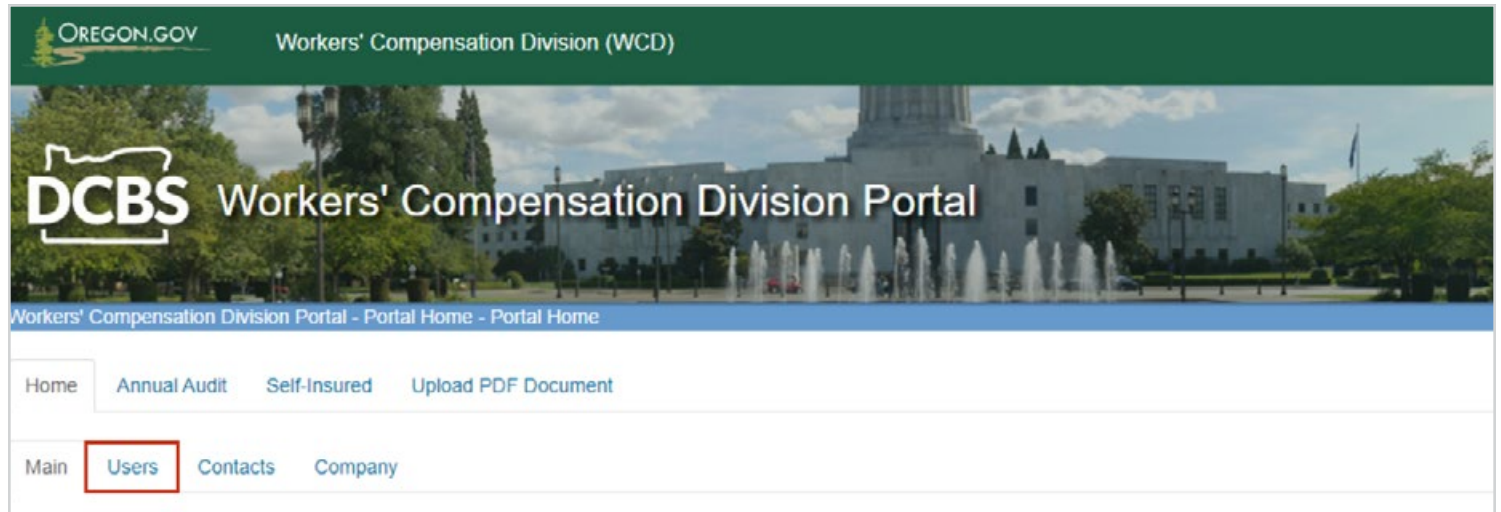 OREGON.GOV Workers' Compensation Division (WCD)
DCBS Workers' Compensation Division Portal
Workers' Compensation Division Portal - Portal Home - Portal Home
Home Annual Audit Self-Insured Upload PDF Document
Main Users Contacts Company